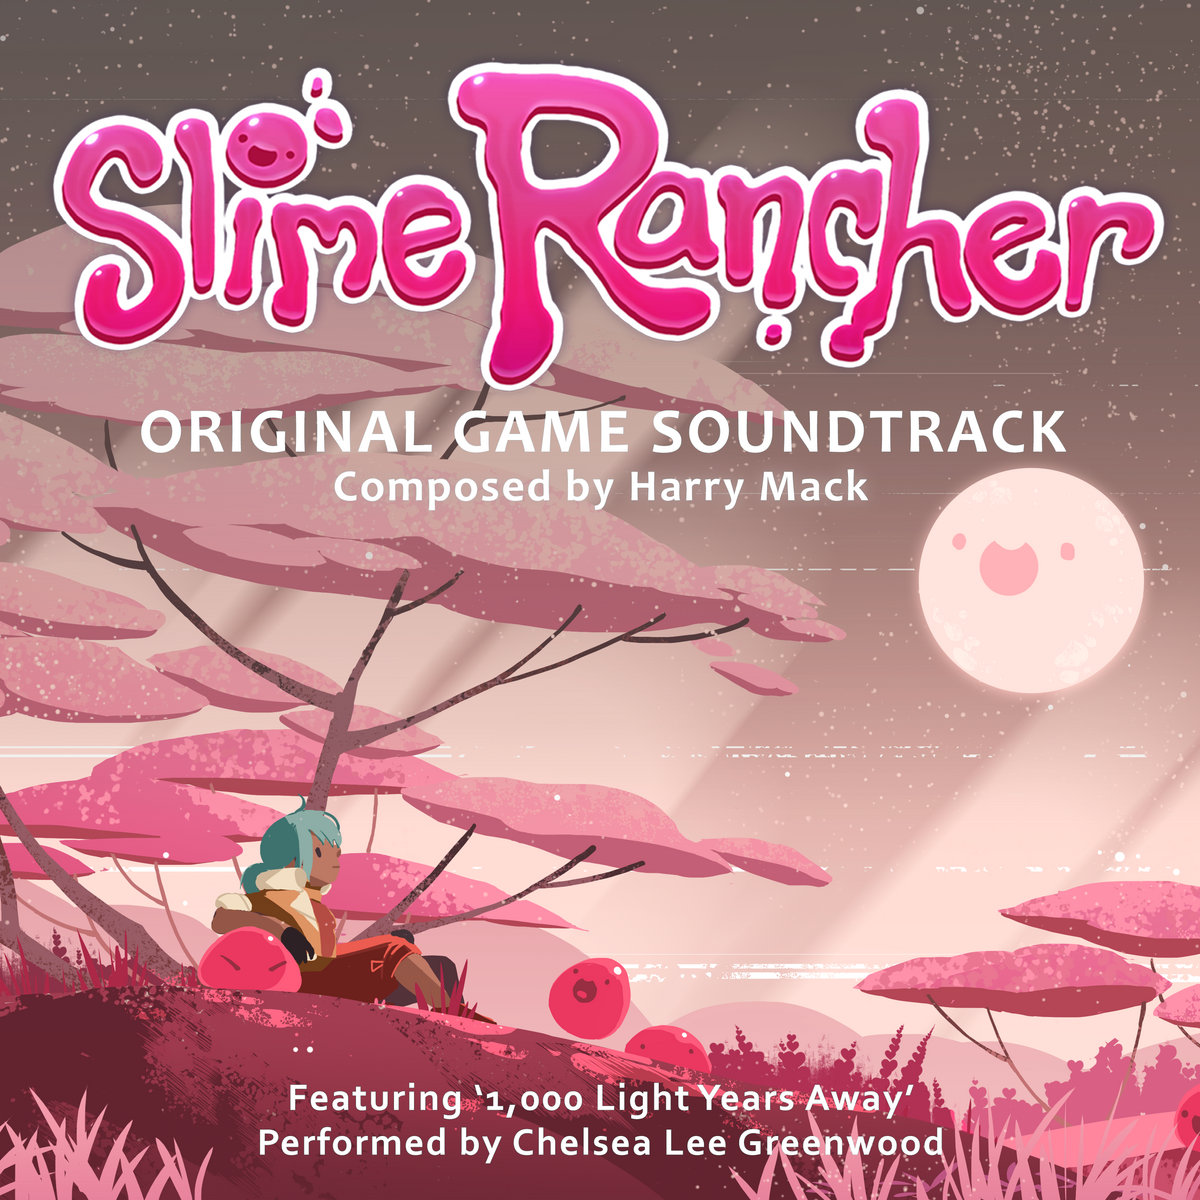 Slime Rancher
ORIGINAL GAME SOUNDTRACK
Composed by Harry Mack
Featuring ‘1,000 Light Years Away’
Performed by Chelsea Lee Greenwood